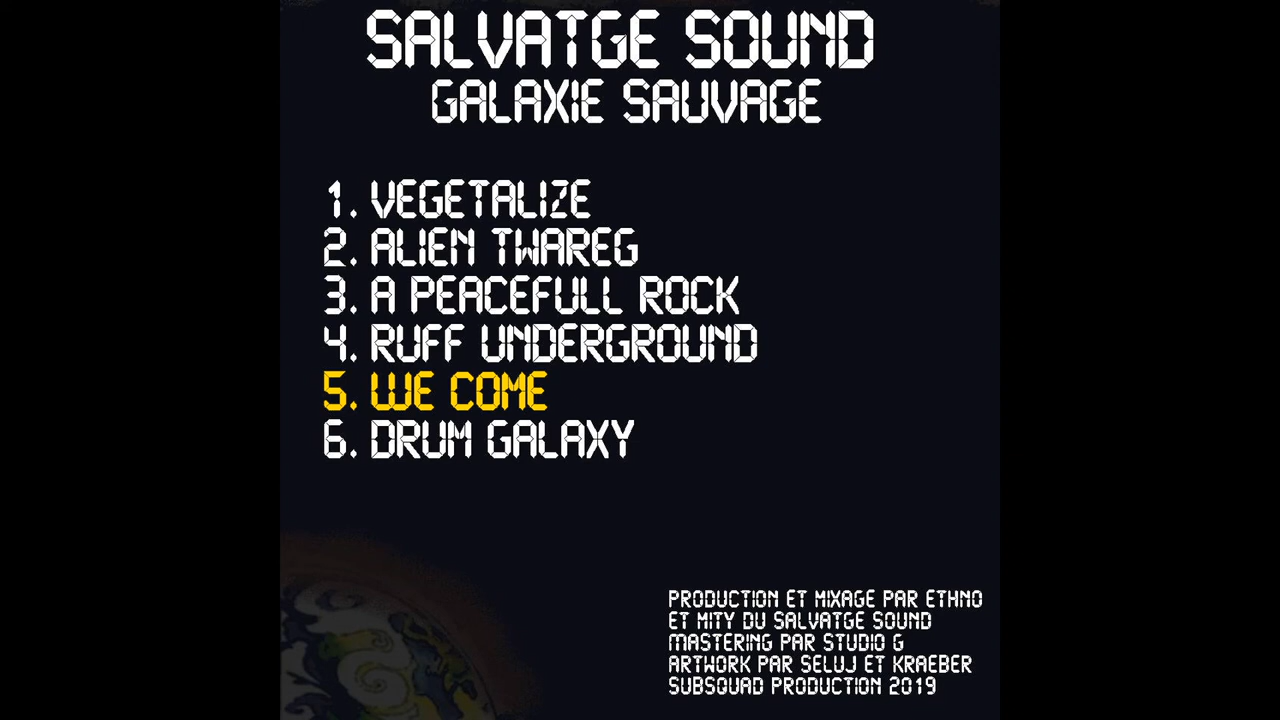 SALVATGE SOUND
GALAXIE SAUVAGE
1. VEGETALIZE
2. ALIEN TWAREG
3. A PEACEFULL ROCK
4. RUFF UNDERGROUND
5. WE COME
6. DRUM GALAXY
PRODUCTION ET MIXAGE PAR ETHNO
ET MITY DU SALVATGE SOUND
MASTERING PAR STUDIO G
ARTWORK PAR SELUJ ET KRAEBER
SUBSQUAD PRODUCTION 2019